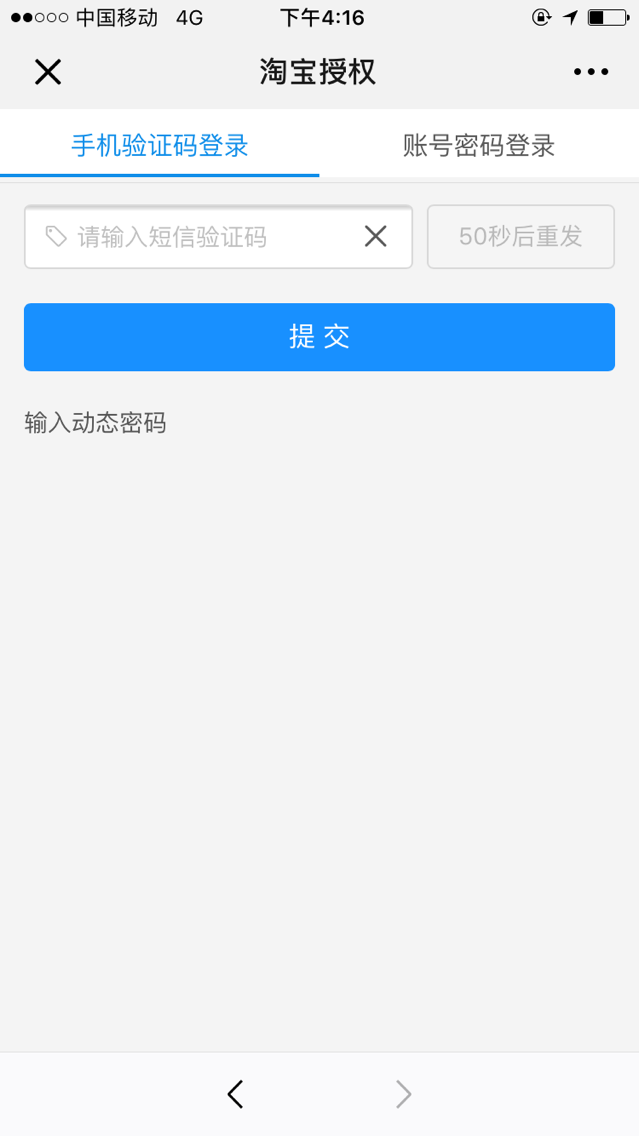 中国移动 4G 下午4:16
淘宝授权
手机验证码登录 账号密码登录
请输入短信验证码 50秒后重发
提 交
输入动态密码